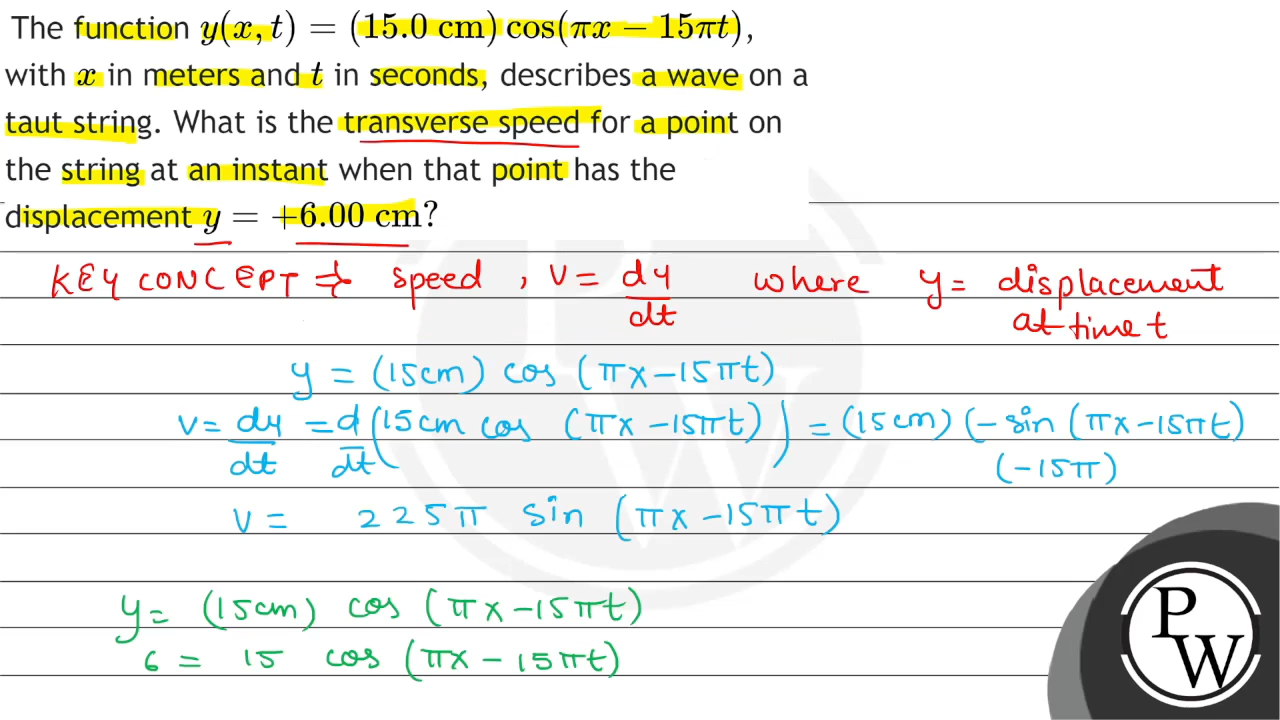 The function y(x, t) = (15.0 cm) cos(πx − 15πt),
with x in meters and t in seconds, describes a wave on a
taut string. What is the transverse speed for a point on
the string at an instant when that point has the
displacement y = +6.00 cm?
KEY CONCEPT ⇒ speed , v = dy/dt where y = displacement
at time t
y = (15cm) cos (πx − 15πt)
v = dy/dt = d/dt (15cm cos (πx − 15πt)) = (15cm) (− sin (πx − 15πt)
(−15π)
v = 225π sin (πx − 15πt)
y = (15cm) cos (πx − 15πt)
6 = 15 cos (πx − 15πt)
P
W